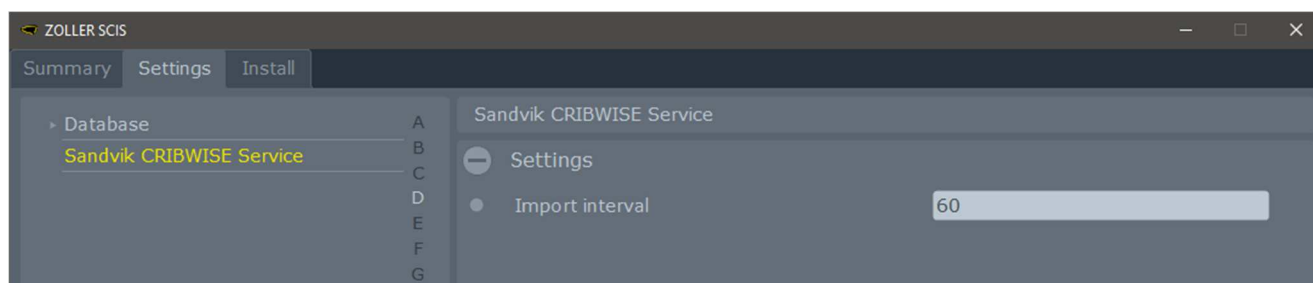 ZOLLER SCIS
Summary Settings Install
Database
Sandvik CRIBWISE Service
A
B
C
D
E
F
G
Sandvik CRIBWISE Service
Settings
Import interval 60